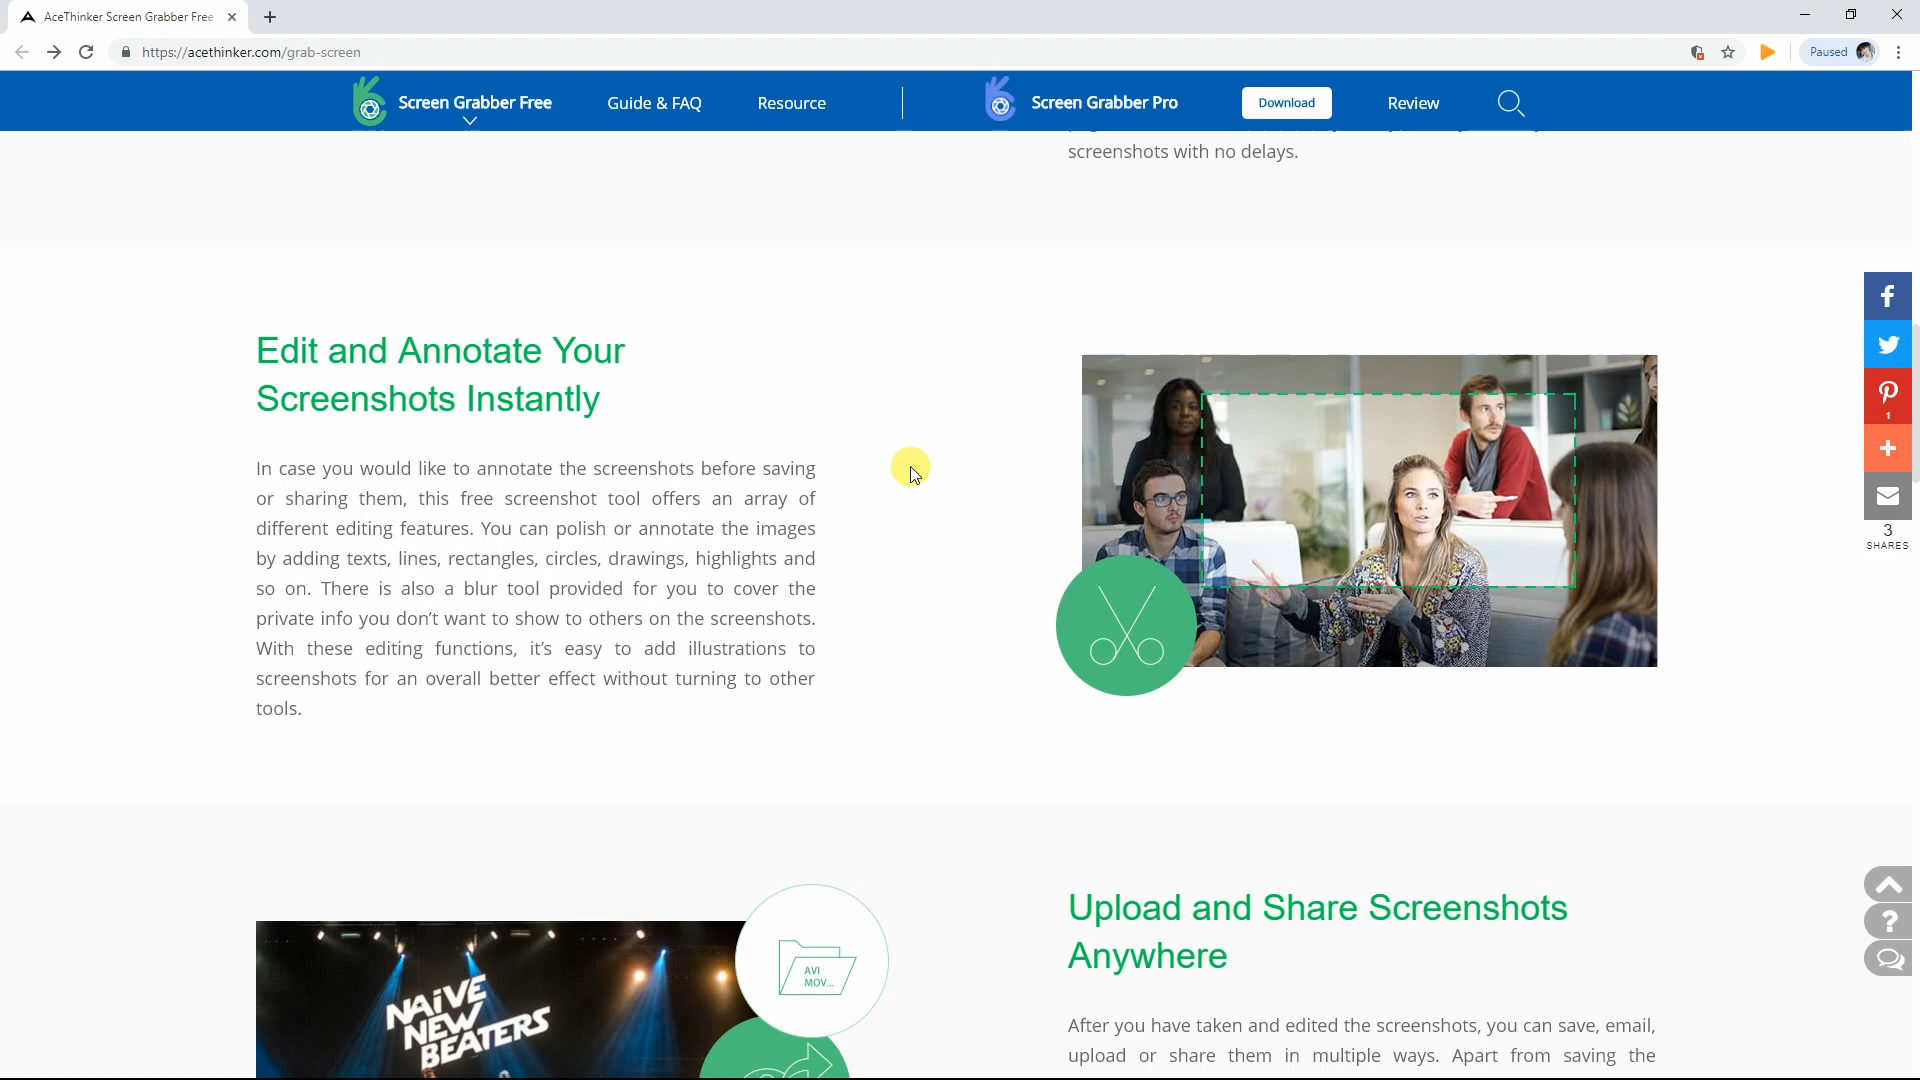 AceThinker Screen Grabber Free
https://acethinker.com/grab-screen
Paused
Screen Grabber Free
Guide & FAQ
Resource
Screen Grabber Pro
Download
Review
screenshots with no delays.
Edit and Annotate Your
Screenshots Instantly
In case you would like to annotate the screenshots before saving
or sharing them, this free screenshot tool offers an array of
different editing features. You can polish or annotate the images
by adding texts, lines, rectangles, circles, drawings, highlights and
so on. There is also a blur tool provided for you to cover the
private info you don’t want to show to others on the screenshots.
With these editing functions, it’s easy to add illustrations to
screenshots for an overall better effect without turning to other
tools.
1
3
SHARES
AVI
MOV...
NAiVE
NEW
BEATERS
Upload and Share Screenshots
Anywhere
After you have taken and edited the screenshots, you can save, email,
upload or share them in multiple ways. Apart from saving the